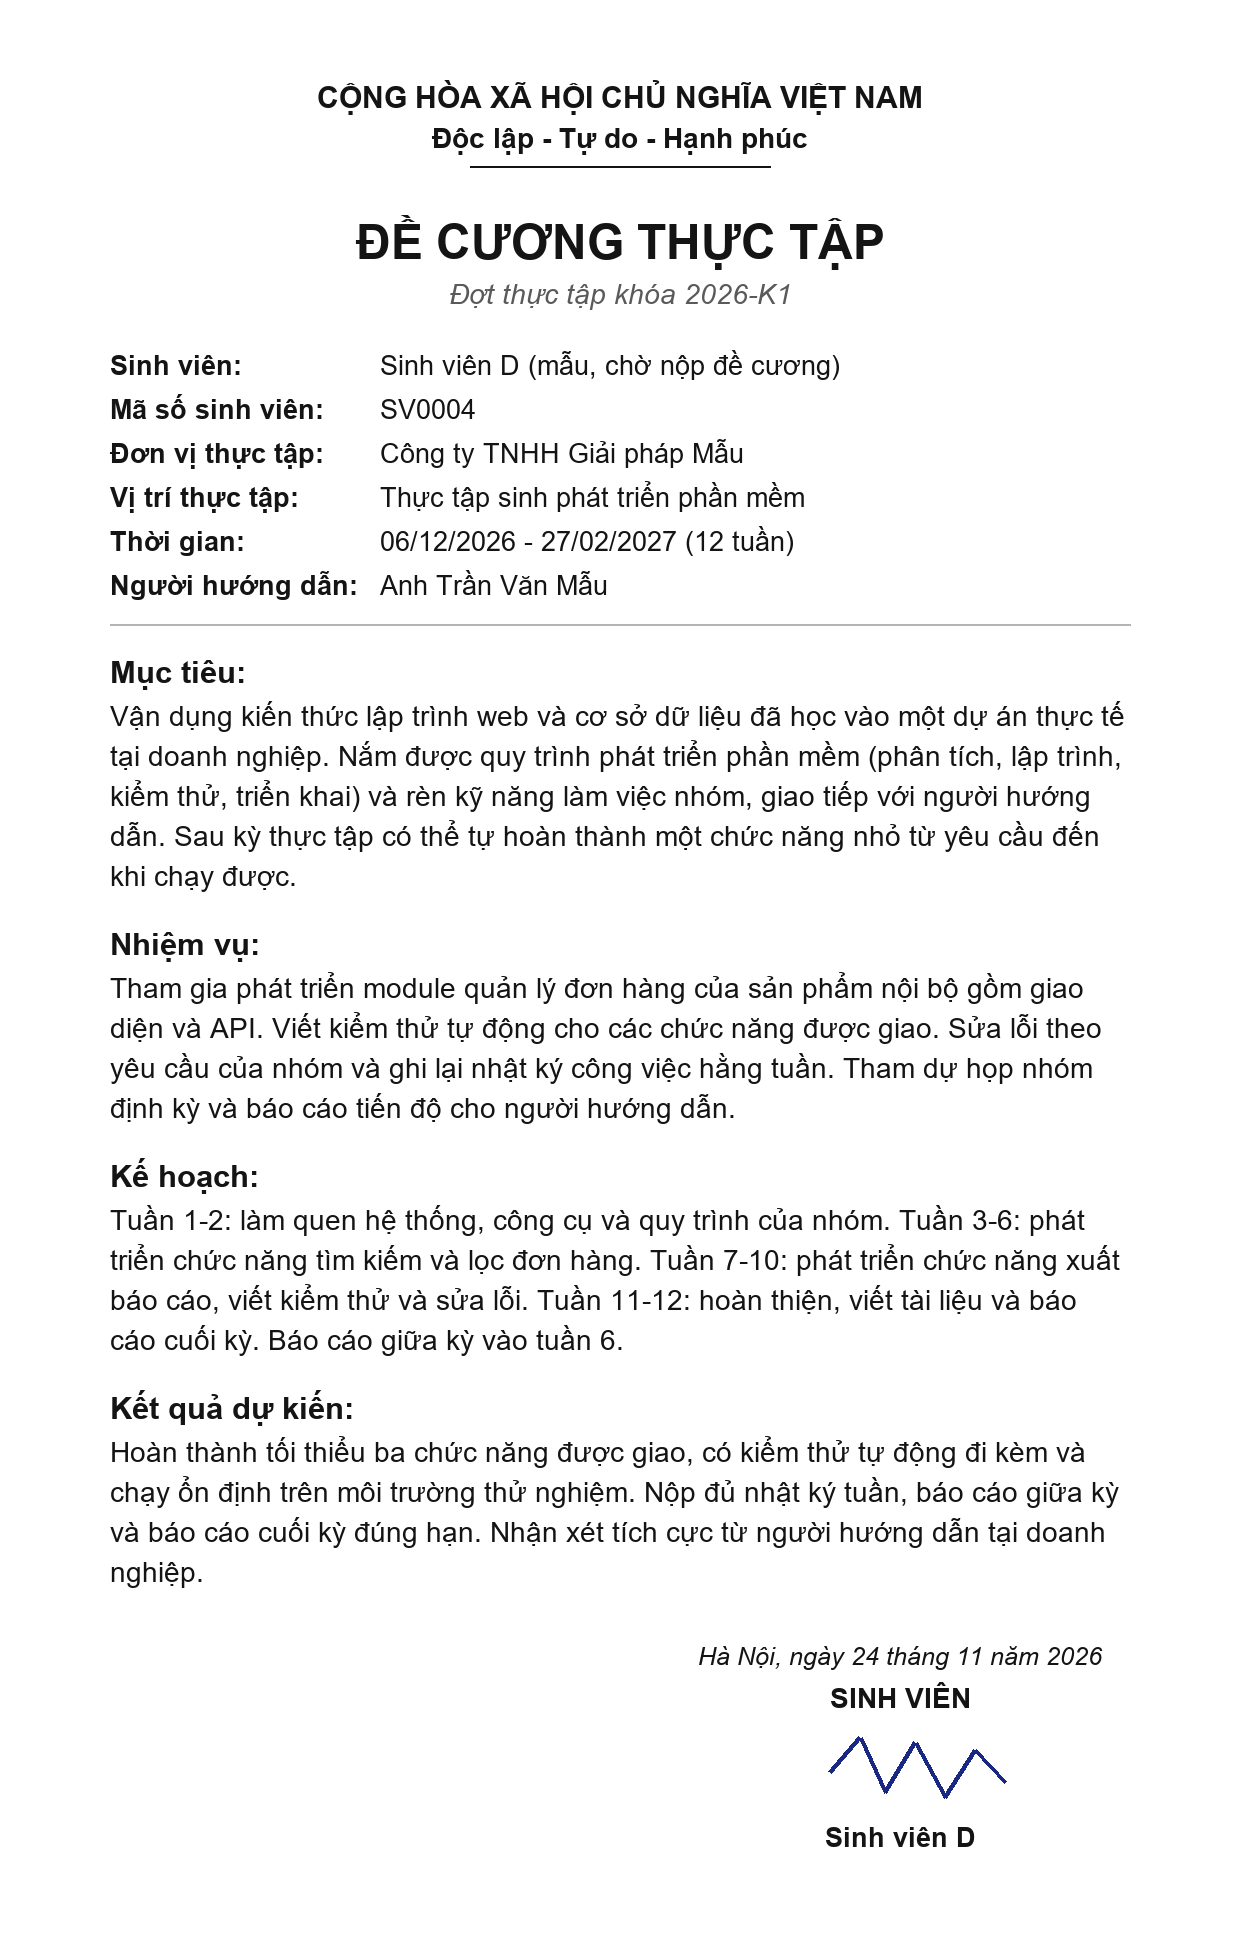 CỘNG HÒA XÃ HỘI CHỦ NGHĨA VIỆT NAM
Độc lập - Tự do - Hạnh phúc
ĐỀ CƯƠNG THỰC TẬP
Đợt thực tập khóa 2026-K1
Sinh viên: Sinh viên D (mẫu, chờ nộp đề cương)
Mã số sinh viên: SV0004
Đơn vị thực tập: Công ty TNHH Giải pháp Mẫu
Vị trí thực tập: Thực tập sinh phát triển phần mềm
Thời gian: 06/12/2026 - 27/02/2027 (12 tuần)
Người hướng dẫn: Anh Trần Văn Mẫu
Mục tiêu:
Vận dụng kiến thức lập trình web và cơ sở dữ liệu đã học vào một dự án thực tế
tại doanh nghiệp. Nắm được quy trình phát triển phần mềm (phân tích, lập trình,
kiểm thử, triển khai) và rèn kỹ năng làm việc nhóm, giao tiếp với người hướng
dẫn. Sau kỳ thực tập có thể tự hoàn thành một chức năng nhỏ từ yêu cầu đến
khi chạy được.
Nhiệm vụ:
Tham gia phát triển module quản lý đơn hàng của sản phẩm nội bộ gồm giao
diện và API. Viết kiểm thử tự động cho các chức năng được giao. Sửa lỗi theo
yêu cầu của nhóm và ghi lại nhật ký công việc hằng tuần. Tham dự họp nhóm
định kỳ và báo cáo tiến độ cho người hướng dẫn.
Kế hoạch:
Tuần 1-2: làm quen hệ thống, công cụ và quy trình của nhóm. Tuần 3-6: phát
triển chức năng tìm kiếm và lọc đơn hàng. Tuần 7-10: phát triển chức năng xuất
báo cáo, viết kiểm thử và sửa lỗi. Tuần 11-12: hoàn thiện, viết tài liệu và báo
cáo cuối kỳ. Báo cáo giữa kỳ vào tuần 6.
Kết quả dự kiến:
Hoàn thành tối thiểu ba chức năng được giao, có kiểm thử tự động đi kèm và
chạy ổn định trên môi trường thử nghiệm. Nộp đủ nhật ký tuần, báo cáo giữa kỳ
và báo cáo cuối kỳ đúng hạn. Nhận xét tích cực từ người hướng dẫn tại doanh
nghiệp.
Hà Nội, ngày 24 tháng 11 năm 2026
SINH VIÊN
Sinh viên D